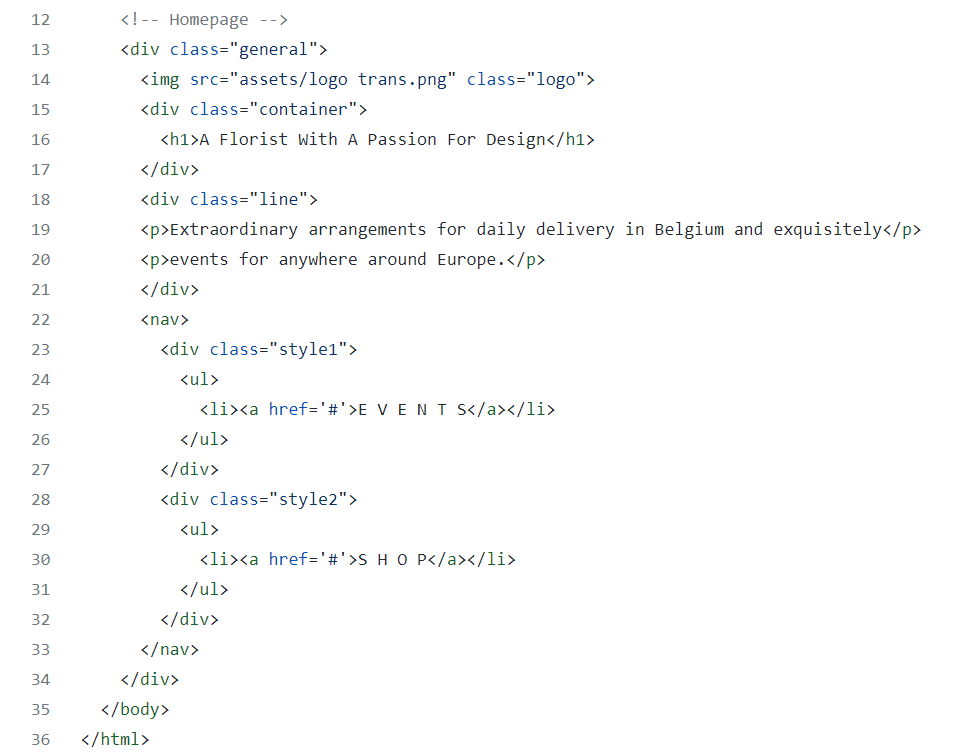 12 <!-- Homepage -->
13 <div class="general">
14 <img src="assets/logo trans.png" class="logo">
15 <div class="container">
16 <h1>A Florist With A Passion For Design</h1>
17 </div>
18 <div class="line">
19 <p>Extraordinary arrangements for daily delivery in Belgium and exquisitely</p>
20 <p>events for anywhere around Europe.</p>
21 </div>
22 <nav>
23 <div class="style1">
24 <ul>
25 <li><a href='#'>E V E N T S</a></li>
26 </ul>
27 </div>
28 <div class="style2">
29 <ul>
30 <li><a href='#'>S H O P</a></li>
31 </ul>
32 </div>
33 </nav>
34 </div>
35 </body>
36 </html>